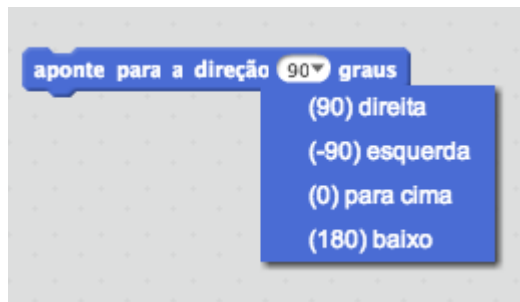 aponte para a direção 90 graus
(90) direita
(-90) esquerda
(0) para cima
(180) baixo